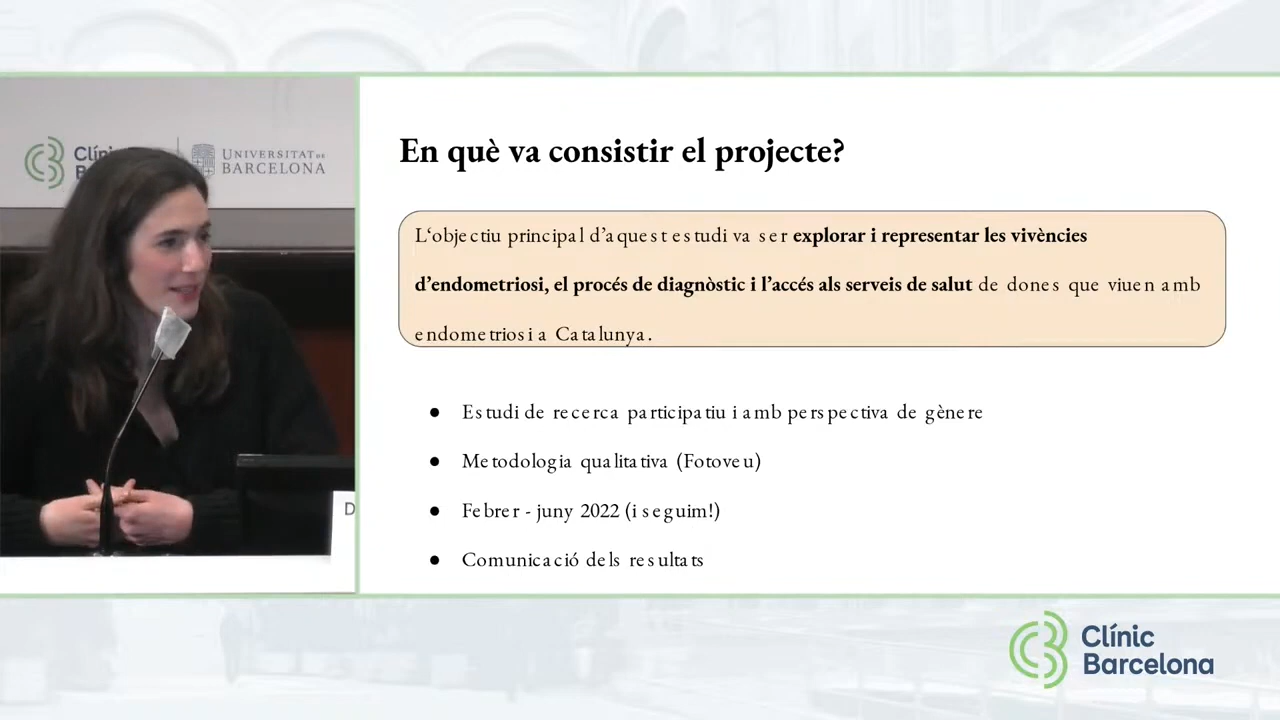 Clínic
UNIVERSITAT DE
BARCELONA
D
En què va consistir el projecte?
L‘objectiu principal d’aquest estudi va ser explorar i representar les vivències
d’endometriosi, el procés de diagnòstic i l’accés als serveis de salut de dones que viuen amb
endometriosi a Catalunya.
● Estudi de recerca participatiu i amb perspectiva de gènere
● Metodologia qualitativa (Fotoveu)
● Febrer - juny 2022 (i seguim!)
● Comunicació dels resultats
Clínic
Barcelona